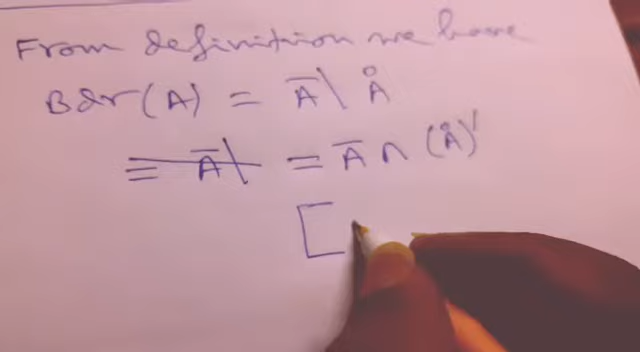 From definition we have
Bdr(A) = A̅ \ Å
= A̅ \ = A̅ ∩ (Å)'
[